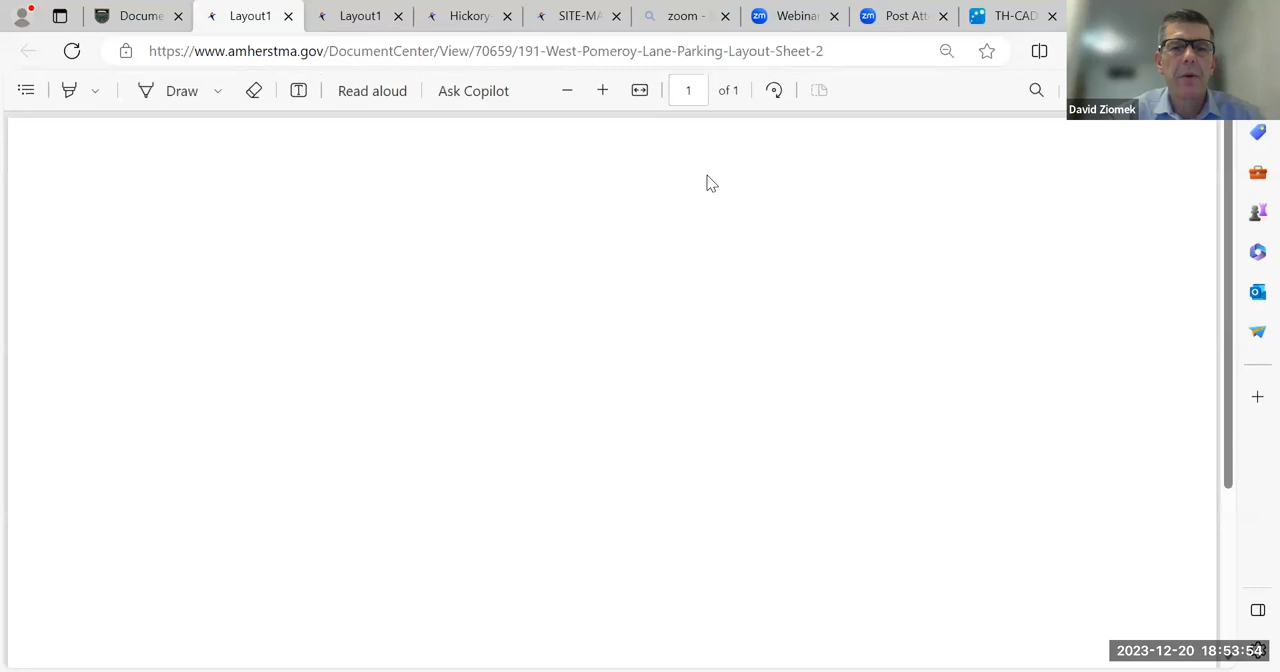 Docume
Layout1
Layout1
Hickory-
SITE-MA
zoom -
Webinar
Post Att
TH-CAD
https://www.amherstma.gov/DocumentCenter/View/70659/191-West-Pomeroy-Lane-Parking-Layout-Sheet-2
Draw
Read aloud
Ask Copilot
1
of 1
David Ziomek
2023-12-20 18:53:54